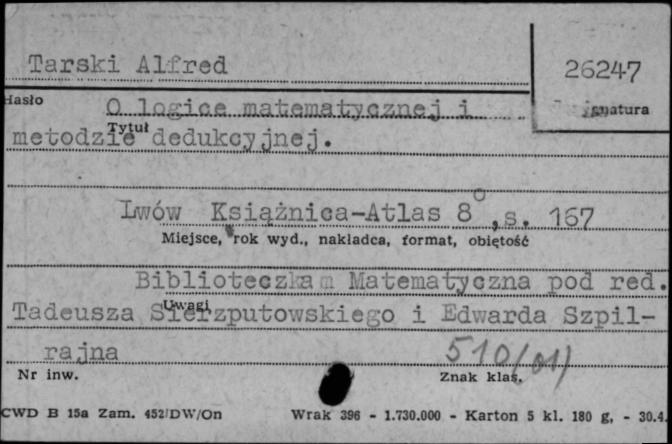 Tarski Alfred
26247
Hasło
O logice matematycznej i
Sygnatura
Tytuł
metodzie dedukcyjnej.
Lwów Książnica-Atlas 8°, s. 167
Miejsce, rok wyd., nakładca, format, objętość
Biblioteczka Matematyczna pod red.
Uwagi
Tadeusza Sierzputowskiego i Edwarda Szpil-
rajna
510(01)
Nr inw.
Znak klas.
CWD B 15a Zam. 452/DW/On
Wrak 396 - 1.730.000 - Karton 5 kl. 180 g, - 30.4.